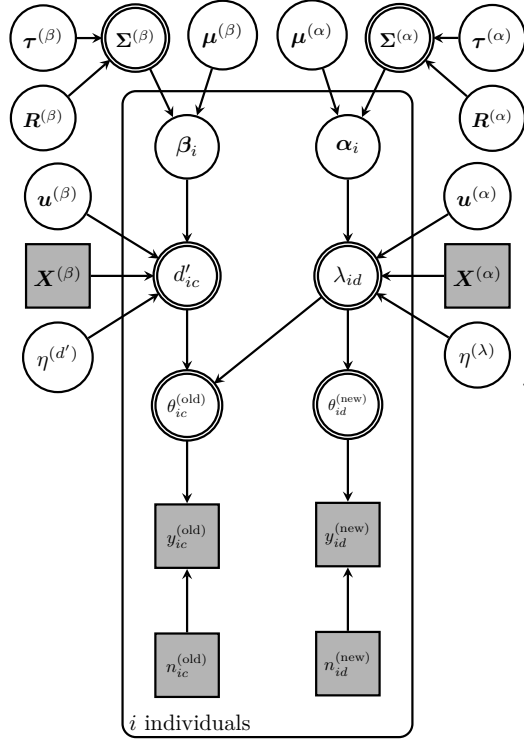 τ^(β) Σ^(β) μ^(β) μ^(α) Σ^(α) τ^(α)
R^(β) R^(α)
β_i α_i
u^(β) u^(α)
X^(β) d′_ic λ_id X^(α)
η^(d′) η^(λ)
θ_ic^(old) θ_id^(new)
y_ic^(old) y_id^(new)
n_ic^(old) n_id^(new)
i individuals